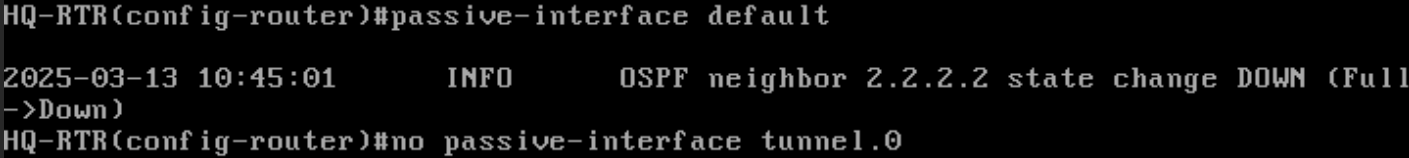 HQ-RTR(config-router)#passive-interface default
2025-03-13 10:45:01 INFO OSPF neighbor 2.2.2.2 state change DOWN (Full
->Down)
HQ-RTR(config-router)#no passive-interface tunnel.0